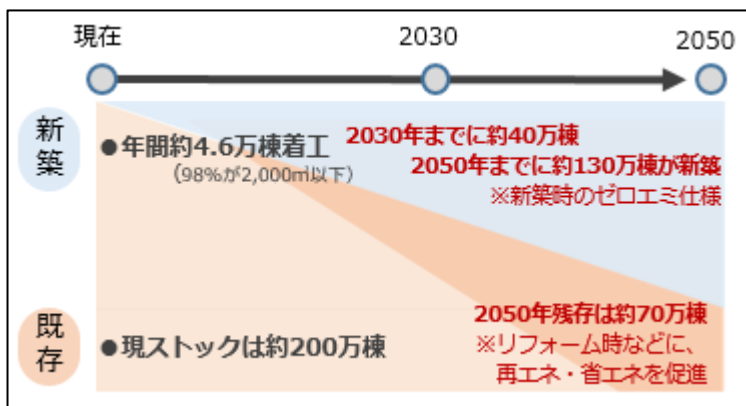 現在
2030
2050
新築
●年間約4.6万棟着工
(98%が2,000㎡以下)
2030年までに約40万棟
2050年までに約130万棟が新築
※新築時のゼロエミ仕様
既存
●現ストックは約200万棟
2050年残存は約70万棟
※リフォーム時などに、
再エネ・省エネを促進